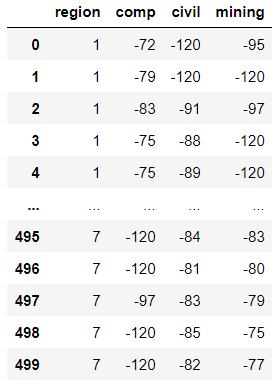 region comp civil mining
0 1 -72 -120 -95
1 1 -79 -120 -120
2 1 -83 -91 -97
3 1 -75 -88 -120
4 1 -75 -89 -120
... ... ... ... ...
495 7 -120 -84 -83
496 7 -120 -81 -80
497 7 -97 -83 -79
498 7 -120 -85 -75
499 7 -120 -82 -77